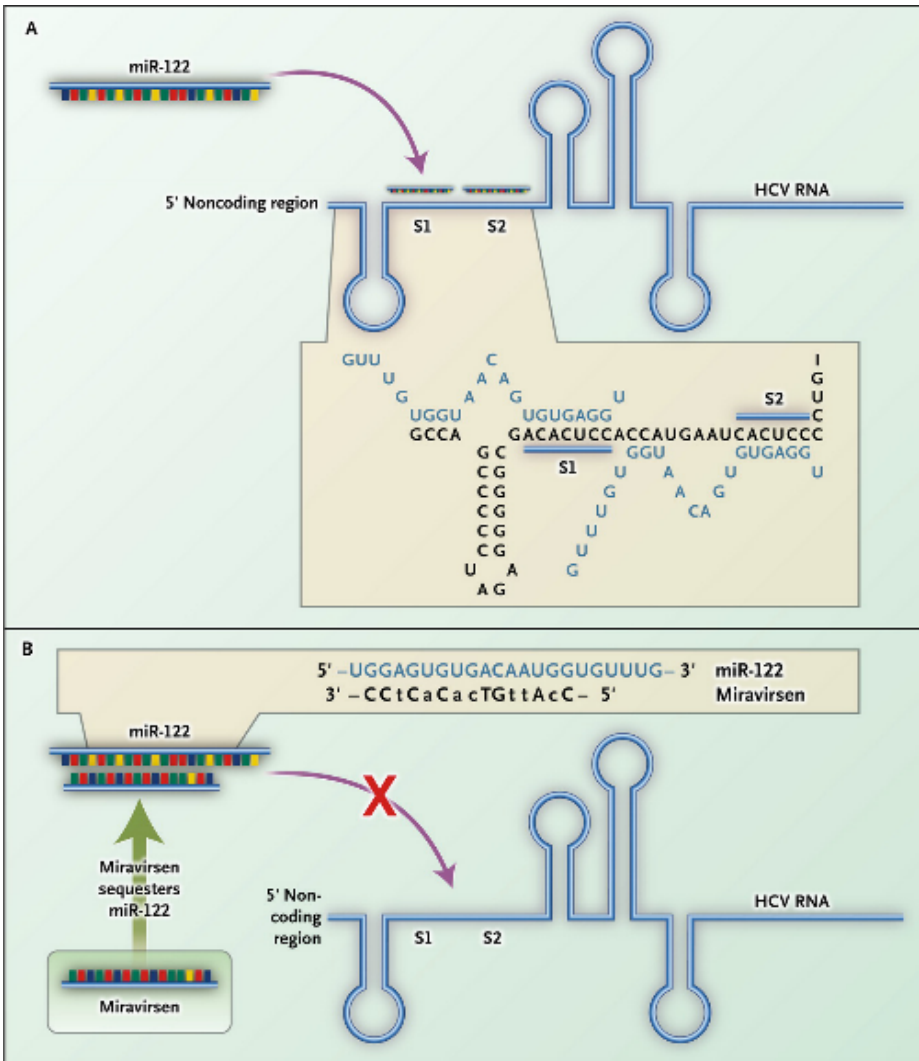 A
miR-122
5' Noncoding region
HCV RNA
S1
S2
GUU
U
G
UGGU
A
A
C
A
G
UGUGAGG
U
GCCA
G C
C G
C G
C G
C G
C G
U A
A G
GACACUCCACCAUGAAUCACUCCC
S1
S2
I
G
U
C
GGU
U
G
U
U
U
G
A
A
CA
G
U
GUGAGG
U
B
5' –UGGAGUGUGACAAUGGUGUUUG– 3' miR-122
3' –CCtCaCacTGttAcC– 5' Miravirsen
miR-122
Miravirsen
sequesters
miR-122
Miravirsen
X
5' Non-
coding
region
S1
S2
HCV RNA